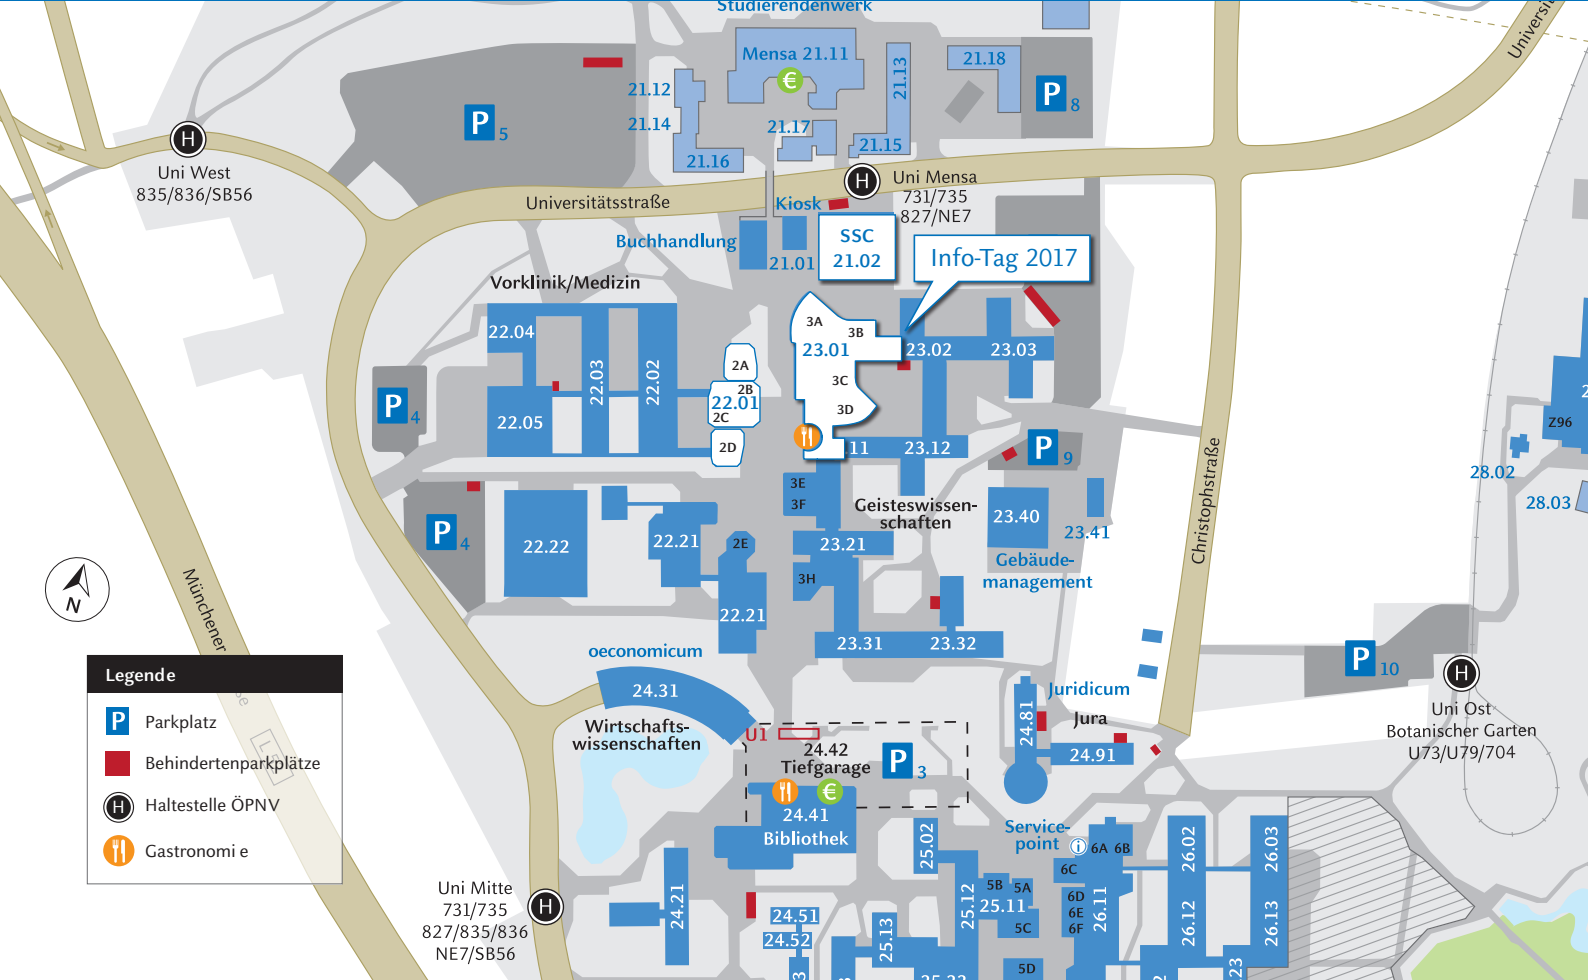 Studierendenwerk
Mensa 21.11
€
21.12
21.13
21.14
21.17
21.15
21.16
21.18
P 8
P 5
H
Uni West
835/836/SB56
H
Uni Mensa
731/735
827/NE7
Universitätsstraße
Kiosk
Buchhandlung
21.01
SSC
21.02
Info-Tag 2017
Vorklinik/Medizin
22.04
22.03
22.02
22.05
2A
2B
22.01
2C
2D
3A
3B
23.01
3C
3D
23.02
23.03
11
23.12
P 4
P 9
3E
3F
Geisteswissen-
schaften
23.40
23.41
Gebäude-
management
Christophstraße
Z96
28.02
28.03
P 4
22.22
22.21
2E
22.21
23.21
3H
23.31
23.32
N
Münchener
oeconomicum
24.31
Wirtschafts-
wissenschaften
U1
24.42
Tiefgarage
P 3
€
24.41
Bibliothek
Juridicum
Jura
24.81
24.91
P 10
H
Uni Ost
Botanischer Garten
U73/U79/704
Legende
P Parkplatz
Behindertenparkplätze
H Haltestelle ÖPNV
Gastronomi e
Uni Mitte
731/735
827/835/836
NE7/SB56
H
24.21
24.51
24.52
25.13
25.02
25.12
5B
5A
25.11
5C
5D
Service-
point
i
6A
6B
6C
6D
6E
6F
26.11
26.02
26.03
26.12
26.13
23